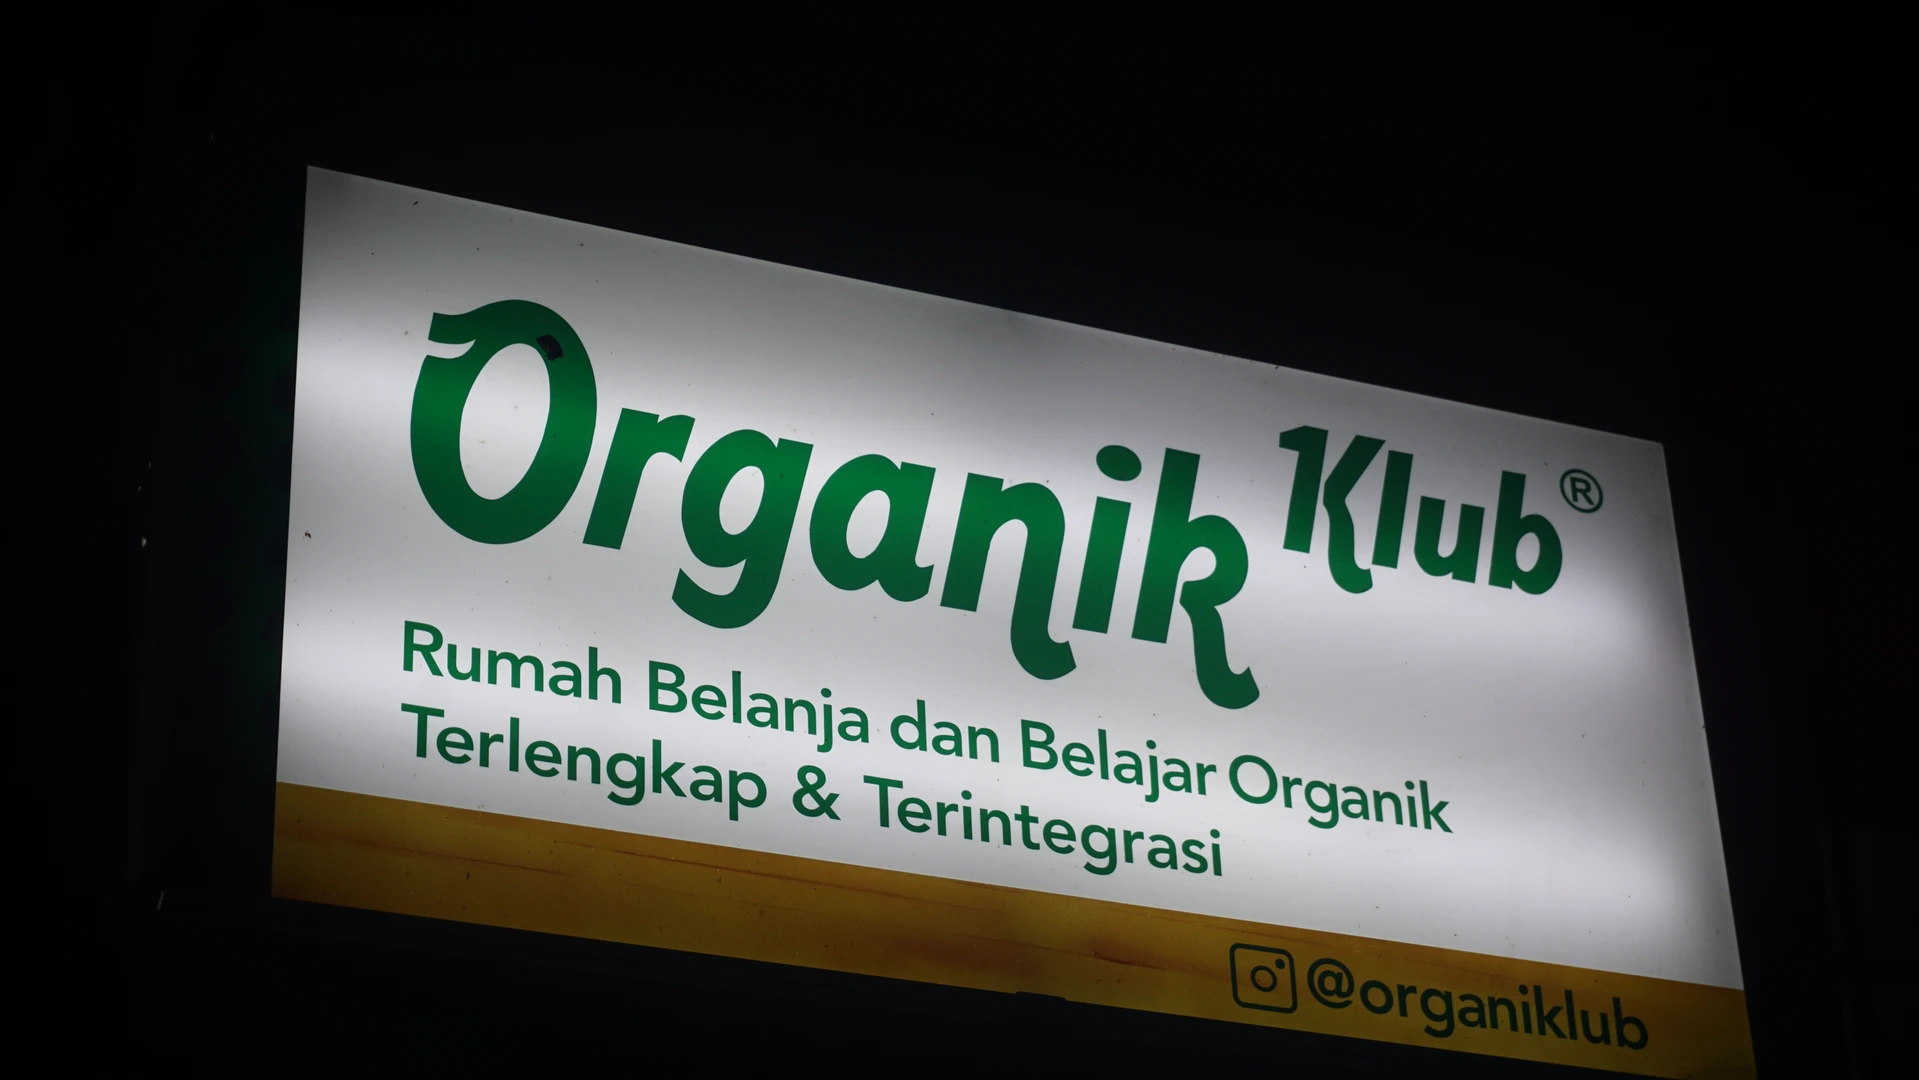 Organik Klub®
Rumah Belanja dan Belajar Organik
Terlengkap & Terintegrasi
@organiklub